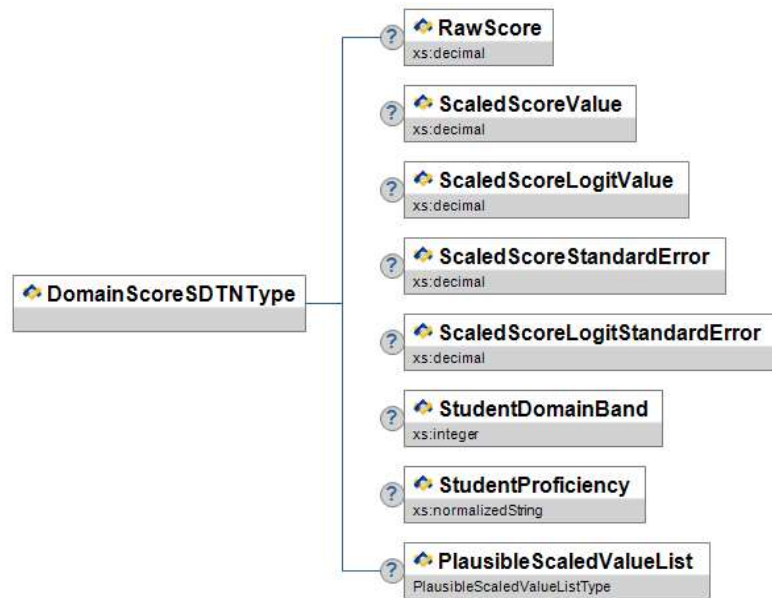 ? RawScore
xs:decimal
? ScaledScoreValue
xs:decimal
? ScaledScoreLogitValue
xs:decimal
? ScaledScoreStandardError
xs:decimal
DomainScoreSDTNType
? ScaledScoreLogitStandardError
xs:decimal
? StudentDomainBand
xs:integer
? StudentProficiency
xs:normalizedString
? PlausibleScaledValueList
PlausibleScaledValueListType